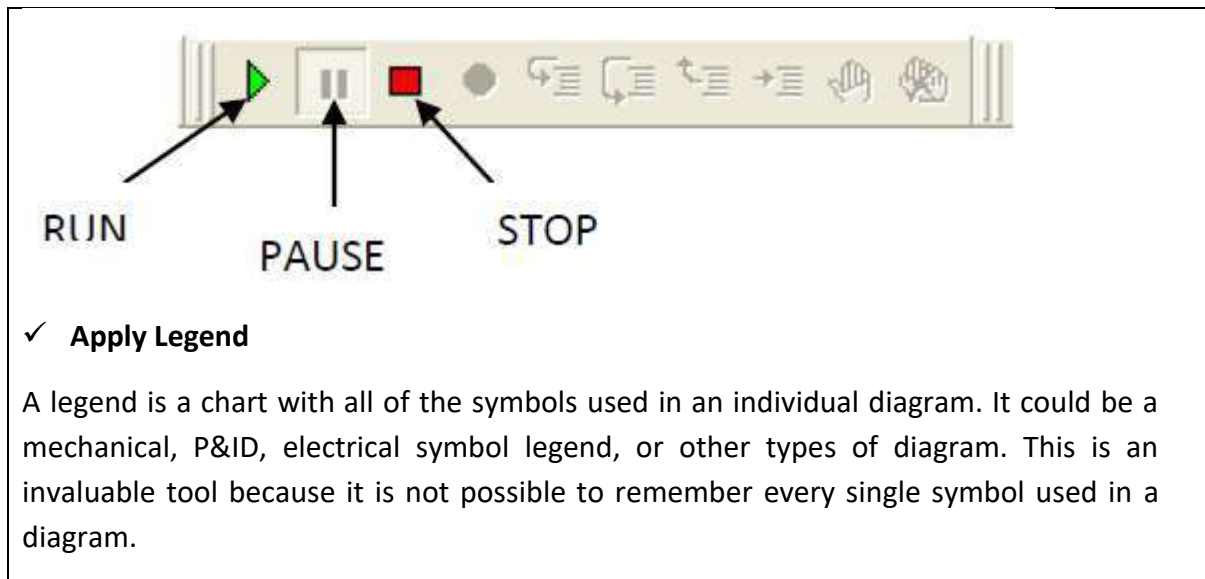 RUN
PAUSE
STOP
✓ Apply Legend
A legend is a chart with all of the symbols used in an individual diagram. It could be a
mechanical, P&ID, electrical symbol legend, or other types of diagram. This is an
invaluable tool because it is not possible to remember every single symbol used in a
diagram.